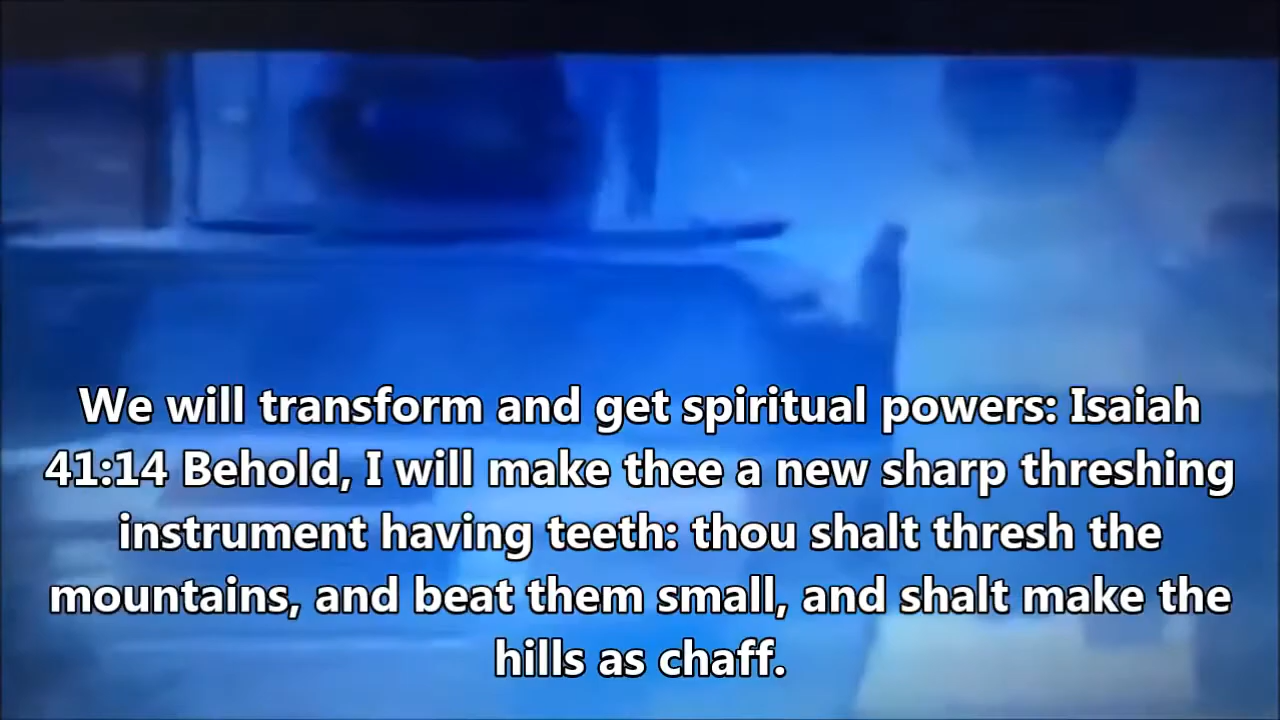 We will transform and get spiritual powers: Isaiah
41:14 Behold, I will make thee a new sharp threshing
instrument having teeth: thou shalt thresh the
mountains, and beat them small, and shalt make the
hills as chaff.